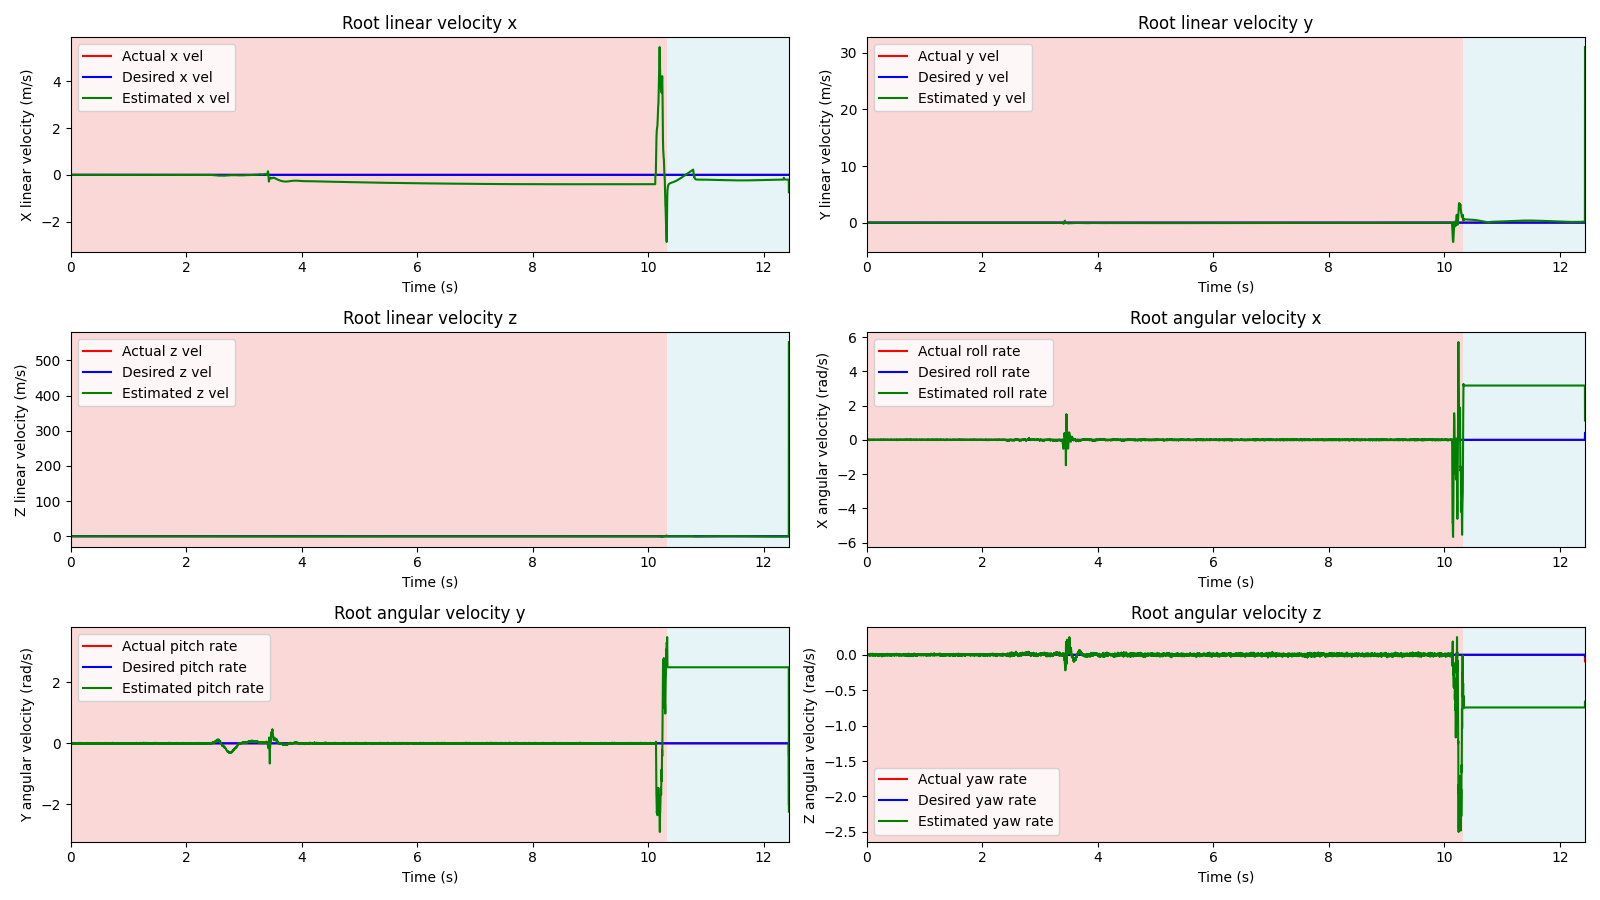 Root linear velocity x
Actual x vel
Desired x vel
Estimated x vel
X linear velocity (m/s)
4
2
0
−2
0 2 4 6 8 10 12
Time (s)
Root linear velocity y
Actual y vel
Desired y vel
Estimated y vel
Y linear velocity (m/s)
30
20
10
0
0 2 4 6 8 10 12
Time (s)
Root linear velocity z
Actual z vel
Desired z vel
Estimated z vel
Z linear velocity (m/s)
500
400
300
200
100
0
0 2 4 6 8 10 12
Time (s)
Root angular velocity x
Actual roll rate
Desired roll rate
Estimated roll rate
X angular velocity (rad/s)
6
4
2
0
−2
−4
−6
0 2 4 6 8 10 12
Time (s)
Root angular velocity y
Actual pitch rate
Desired pitch rate
Estimated pitch rate
Y angular velocity (rad/s)
2
0
−2
0 2 4 6 8 10 12
Time (s)
Root angular velocity z
Z angular velocity (rad/s)
0.0
−0.5
−1.0
−1.5
−2.0
−2.5
Actual yaw rate
Desired yaw rate
Estimated yaw rate
0 2 4 6 8 10 12
Time (s)